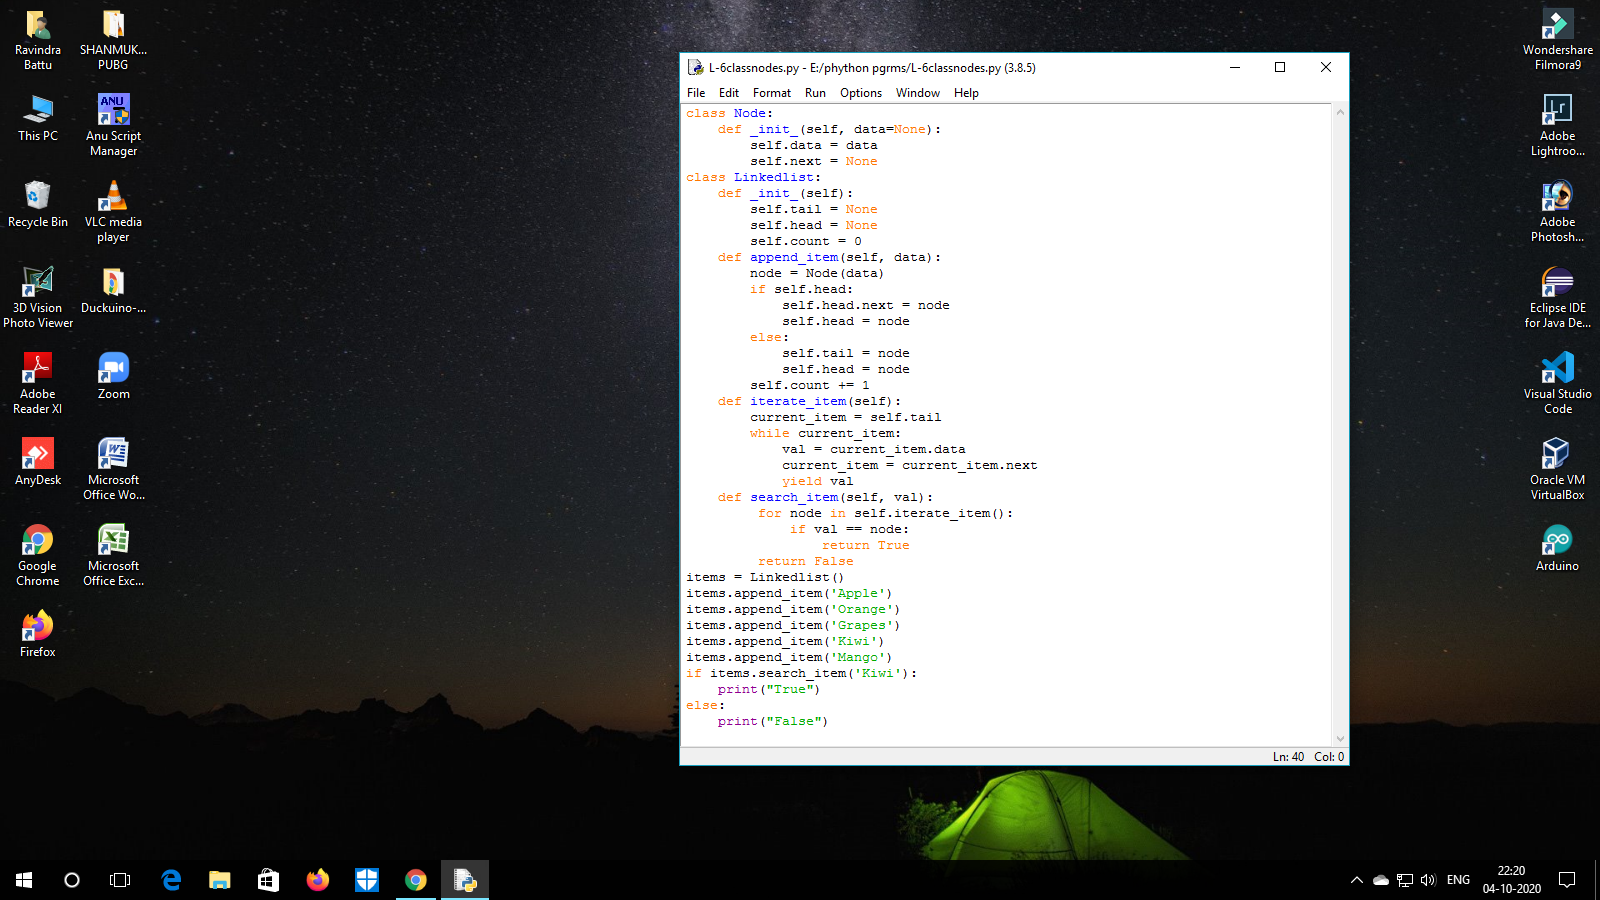 Ravindra
Battu
SHANMUK...
PUBG
This PC
ANU
Anu Script
Manager
Recycle Bin
VLC media
player
3D Vision
Photo Viewer
Duckuino-...
Adobe
Reader XI
Zoom
AnyDesk
Microsoft
Office Wo...
Google
Chrome
Microsoft
Office Exc...
Firefox
L-6classnodes.py - E:/phython pgrms/L-6classnodes.py (3.8.5)
File Edit Format Run Options Window Help
class Node:
    def _init_(self, data=None):
        self.data = data
        self.next = None
class Linkedlist:
    def _init_(self):
        self.tail = None
        self.head = None
        self.count = 0
    def append_item(self, data):
        node = Node(data)
        if self.head:
            self.head.next = node
            self.head = node
        else:
            self.tail = node
            self.head = node
        self.count += 1
    def iterate_item(self):
        current_item = self.tail
        while current_item:
            val = current_item.data
            current_item = current_item.next
            yield val
    def search_item(self, val):
         for node in self.iterate_item():
             if val == node:
                 return True
         return False
items = Linkedlist()
items.append_item('Apple')
items.append_item('Orange')
items.append_item('Grapes')
items.append_item('Kiwi')
items.append_item('Mango')
if items.search_item('Kiwi'):
    print("True")
else:
    print("False")
Ln: 40 Col: 0
Wondershare
Filmora9
Lr
Adobe
Lightroo...
Adobe
Photosh...
Eclipse IDE
for Java De...
Visual Studio
Code
Oracle VM
VirtualBox
Arduino
ENG
22:20
04-10-2020